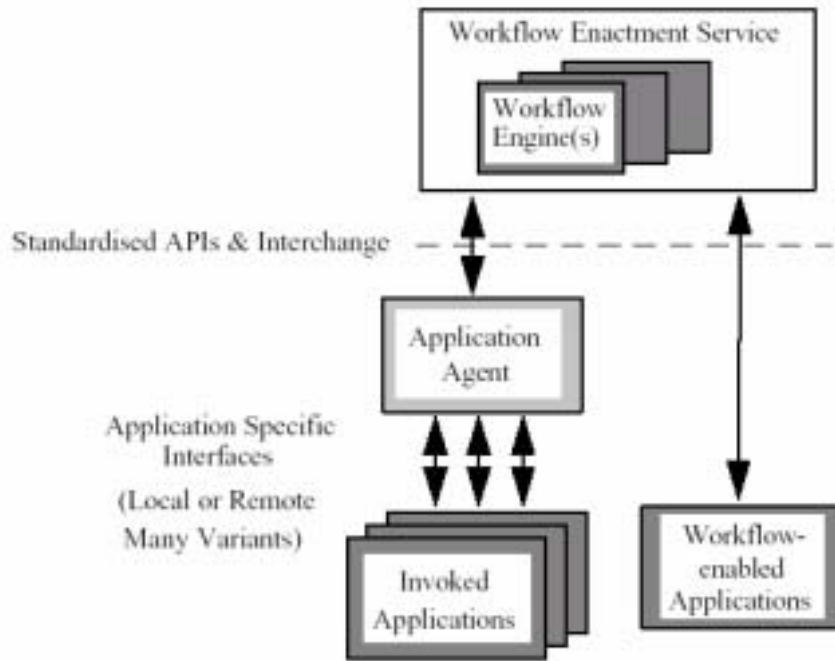 Workflow Enactment Service
Workflow
Engine(s)
Standardised APIs & Interchange
Application
Agent
Application Specific
Interfaces
(Local or Remote
Many Variants)
Invoked
Applications
Workflow-
enabled
Applications